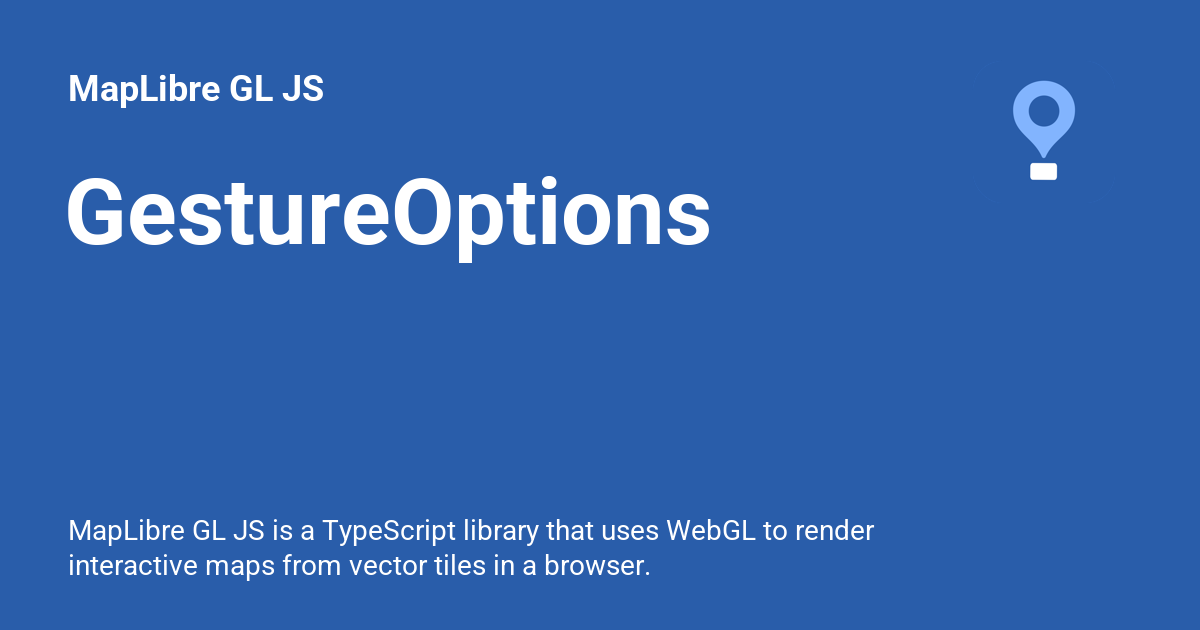 MapLibre GL JS
GestureOptions
MapLibre GL JS is a TypeScript library that uses WebGL to render
interactive maps from vector tiles in a browser.